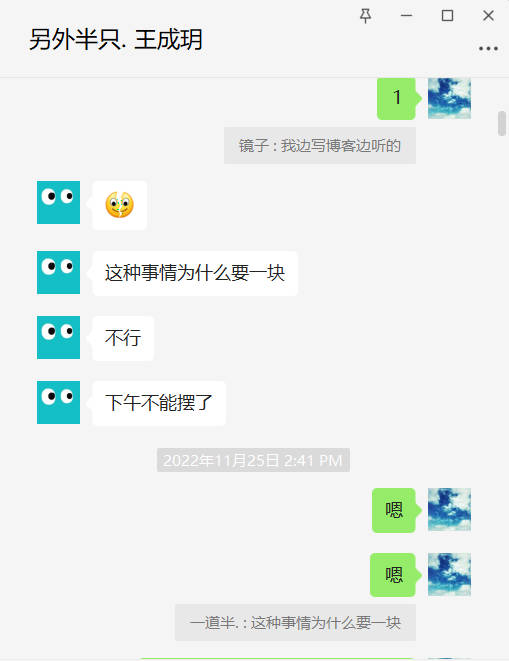 另外半只. 王成玥
1
镜子 : 我边写博客边听的
这种事情为什么要一块
不行
下午不能摆了
2022年11月25日 2:41 PM
嗯
嗯
一道半. : 这种事情为什么要一块